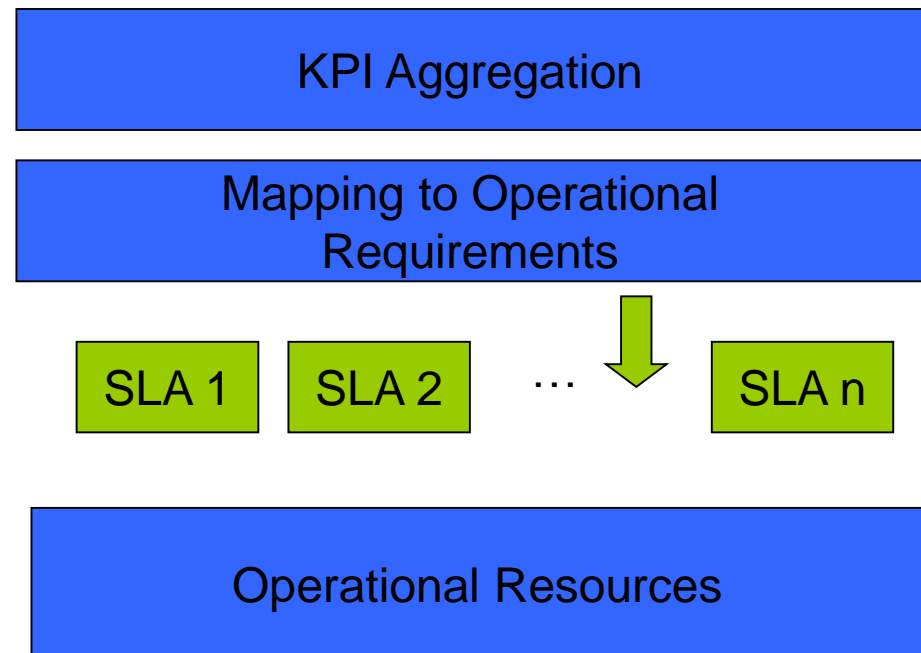 KPI Aggregation
Mapping to Operational
Requirements
SLA 1 SLA 2 … SLA n
Operational Resources